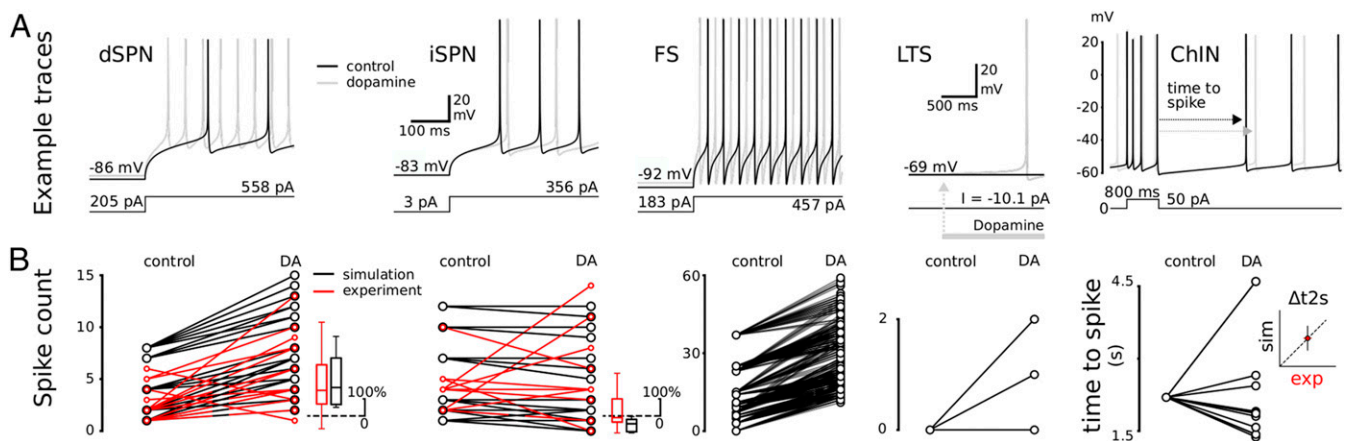 A
Example traces
dSPN
control
dopamine
-86 mV
205 pA
558 pA
iSPN
20
mV
100 ms
-83 mV
3 pA
356 pA
FS
-92 mV
183 pA
457 pA
LTS
20
mV
500 ms
-69 mV
I = -10.1 pA
Dopamine
mV
20
0
-20
-40
-60
ChIN
time to
spike
800 ms
50 pA
0
B
Spike count
control
DA
simulation
experiment
15
10
5
0
100%
0
control
DA
100%
0
control
DA
60
30
0
control
DA
2
0
time to spike
(s)
Control
DA
4.5
1.5
Δt2s
sim
exp